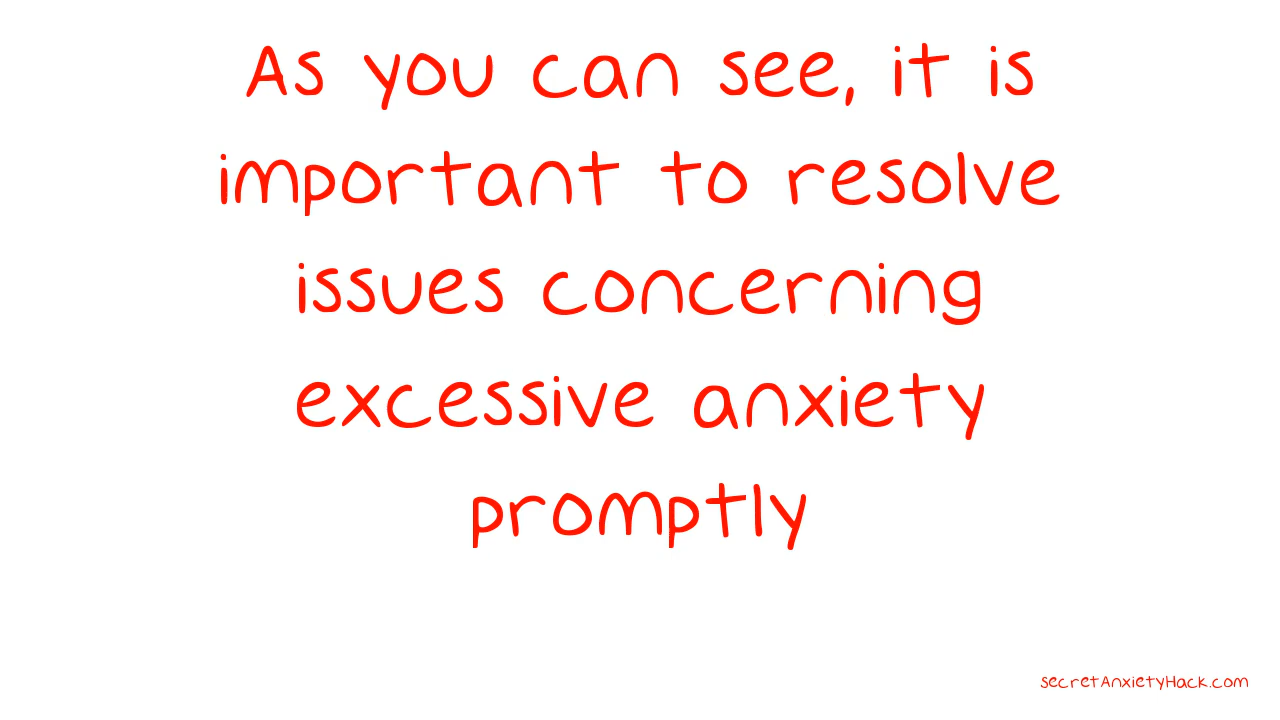 As you can see, it is
important to resolve
issues concerning
excessive anxiety
promptly
secretAnxietyHack.com